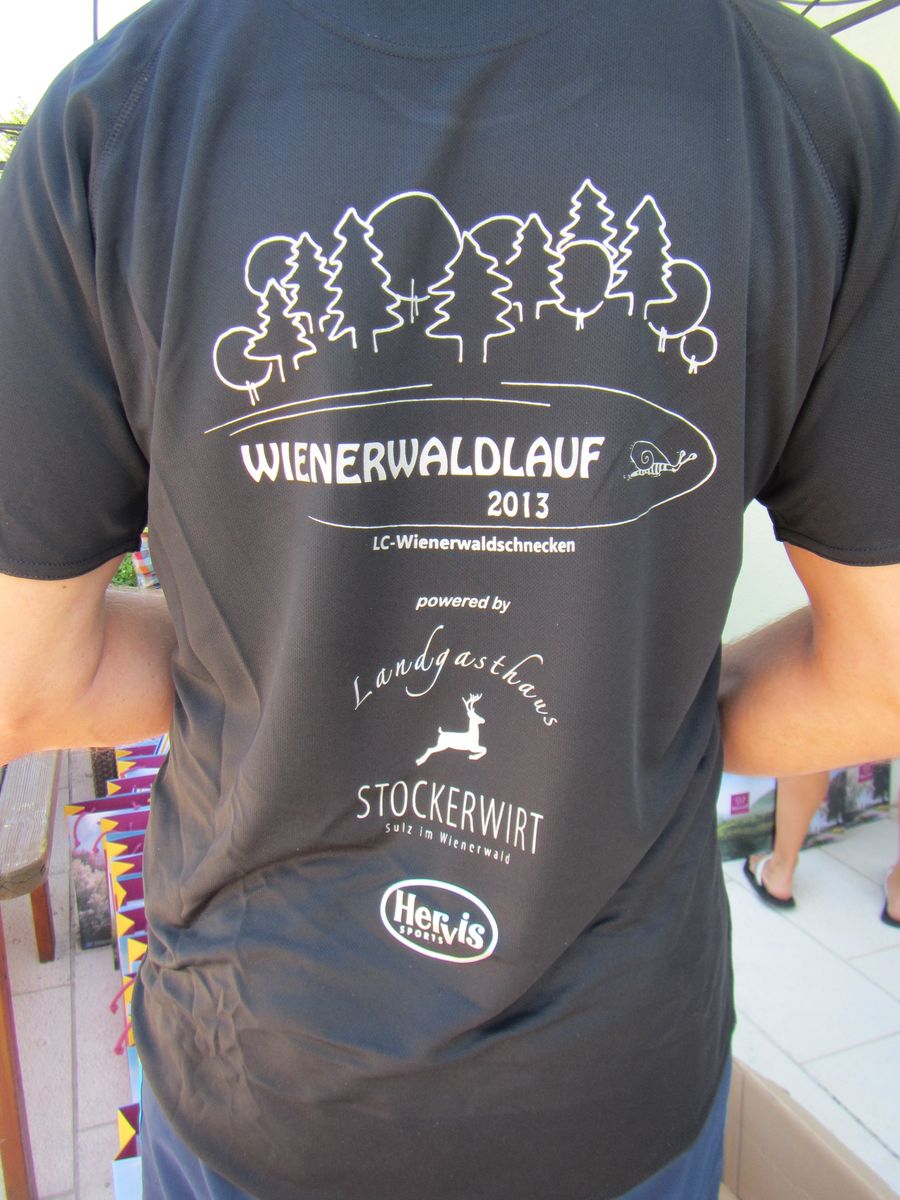 WIENERWALDLAUF
2013
LC-Wienerwaldschnecken
powered by
Landgasthaus
STOCKERWIRT
Sulz im Wienerwald
Hervis
SPORTS